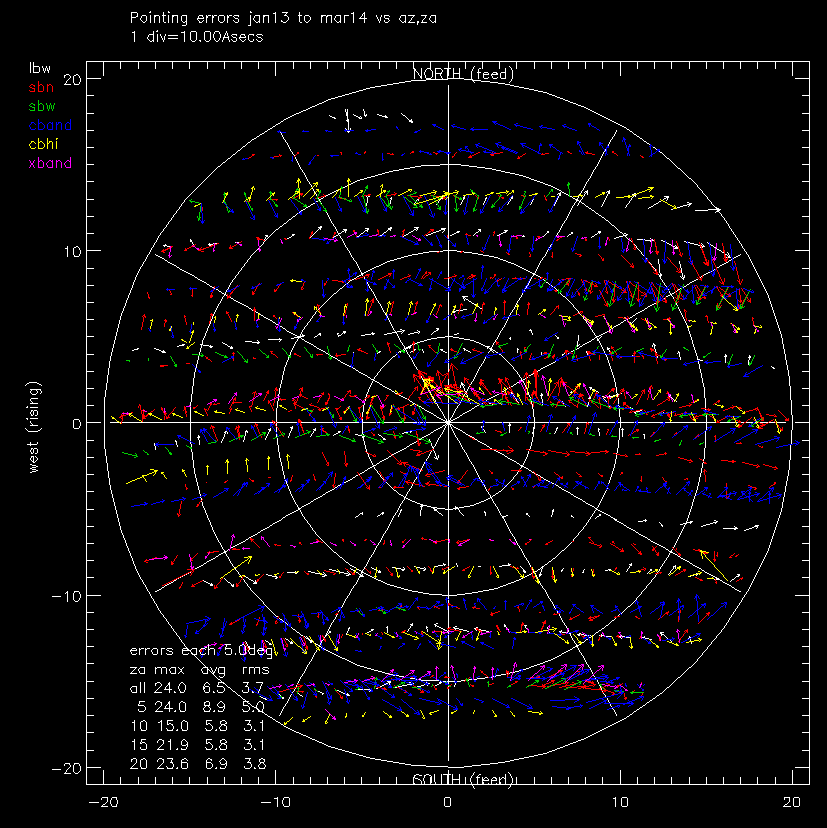 Pointing errors jan13 to mar14 vs az,za
1 div=10.00Asecs
lbw
sbn
sbw
cband
cbhi
xband
NORTH (feed)
20
10
0
−10
−20
west (rising)
errors each 5.0deg
za max avg rms
all 24.0 6.5 3.7
5 24.0 8.9 5.0
10 15.0 5.8 3.1
15 21.9 5.8 3.1
20 23.6 6.9 3.8
SOUTH (feed)
−20 −10 0 10 20